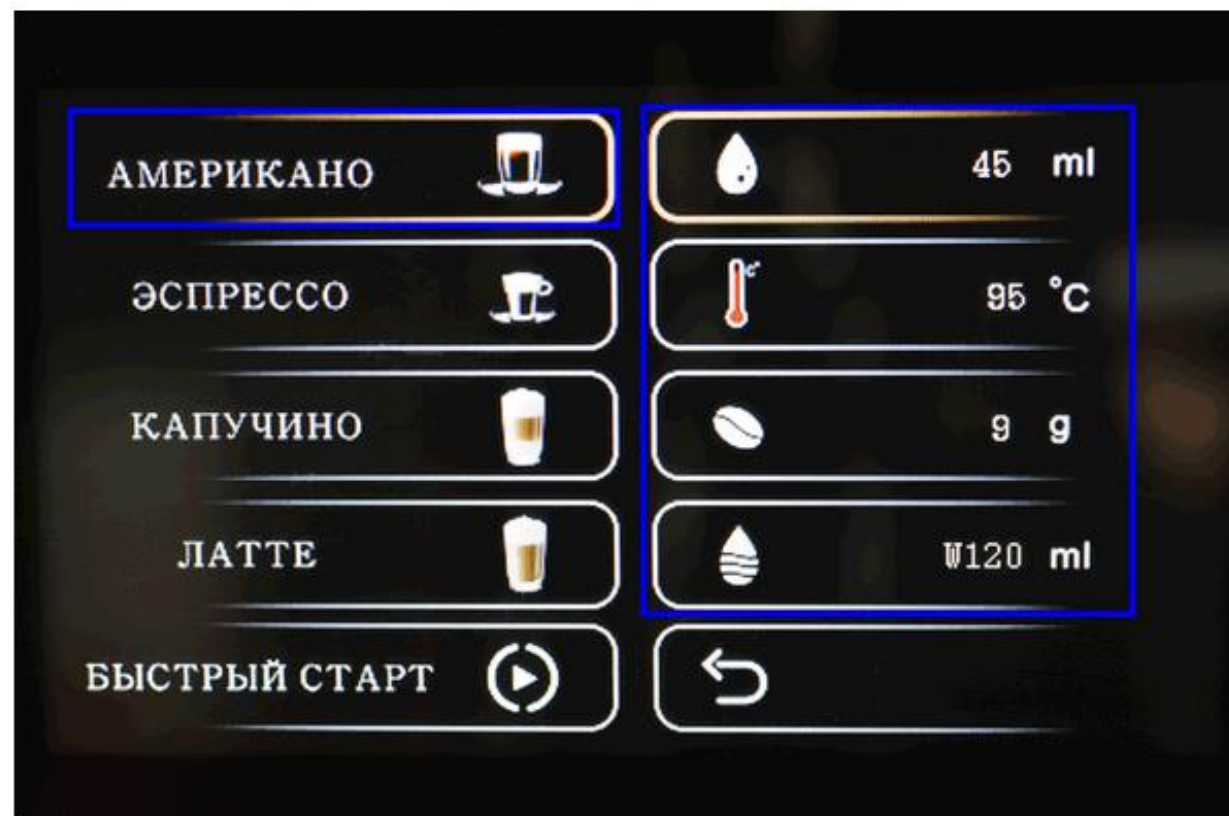 АМЕРИКАНО
45 ml
ЭСПРЕССО
C°
95 °C
КАПУЧИНО
9 g
ЛАТТЕ
W120 ml
БЫСТРЫЙ СТАРТ